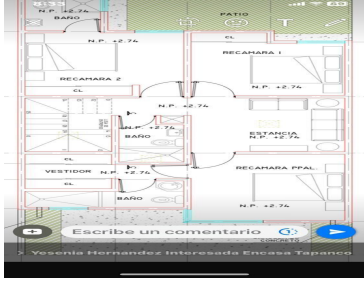 8:33
N.P. +2.74
BAÑO
PATIO
T
N.P. +2.74
CL
RECAMARA 1
RECAMARA 2
N.P. +2.74
CL
N.P. +2.74
N.P. +2.74
ESTANCIA
N.P. +2.74
BAÑO
CL
VESTIDOR
N.P. +2.74
RECAMARA PPAL.
CL
BAÑO
N.P. +2.74
Escribe un comentario
CONCRETO
> Yesenia Hernandez Interesada Encasa Tapanco